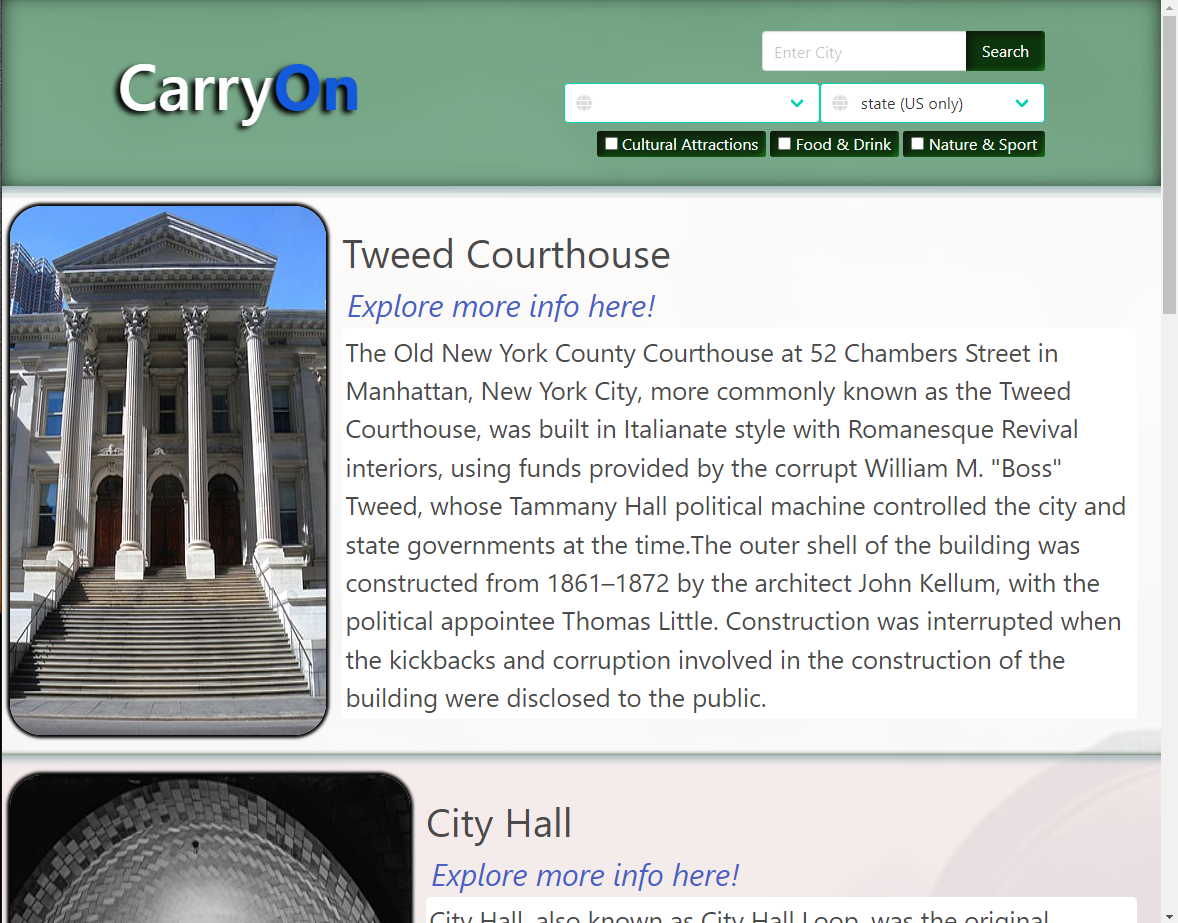 CarryOn
Enter City
Search
state (US only)
Cultural Attractions
Food & Drink
Nature & Sport
Tweed Courthouse
Explore more info here!
The Old New York County Courthouse at 52 Chambers Street in
Manhattan, New York City, more commonly known as the Tweed
Courthouse, was built in Italianate style with Romanesque Revival
interiors, using funds provided by the corrupt William M. "Boss"
Tweed, whose Tammany Hall political machine controlled the city and
state governments at the time.The outer shell of the building was
constructed from 1861–1872 by the architect John Kellum, with the
political appointee Thomas Little. Construction was interrupted when
the kickbacks and corruption involved in the construction of the
building were disclosed to the public.
City Hall
Explore more info here!
City Hall, also known as City Hall Loop, was the original